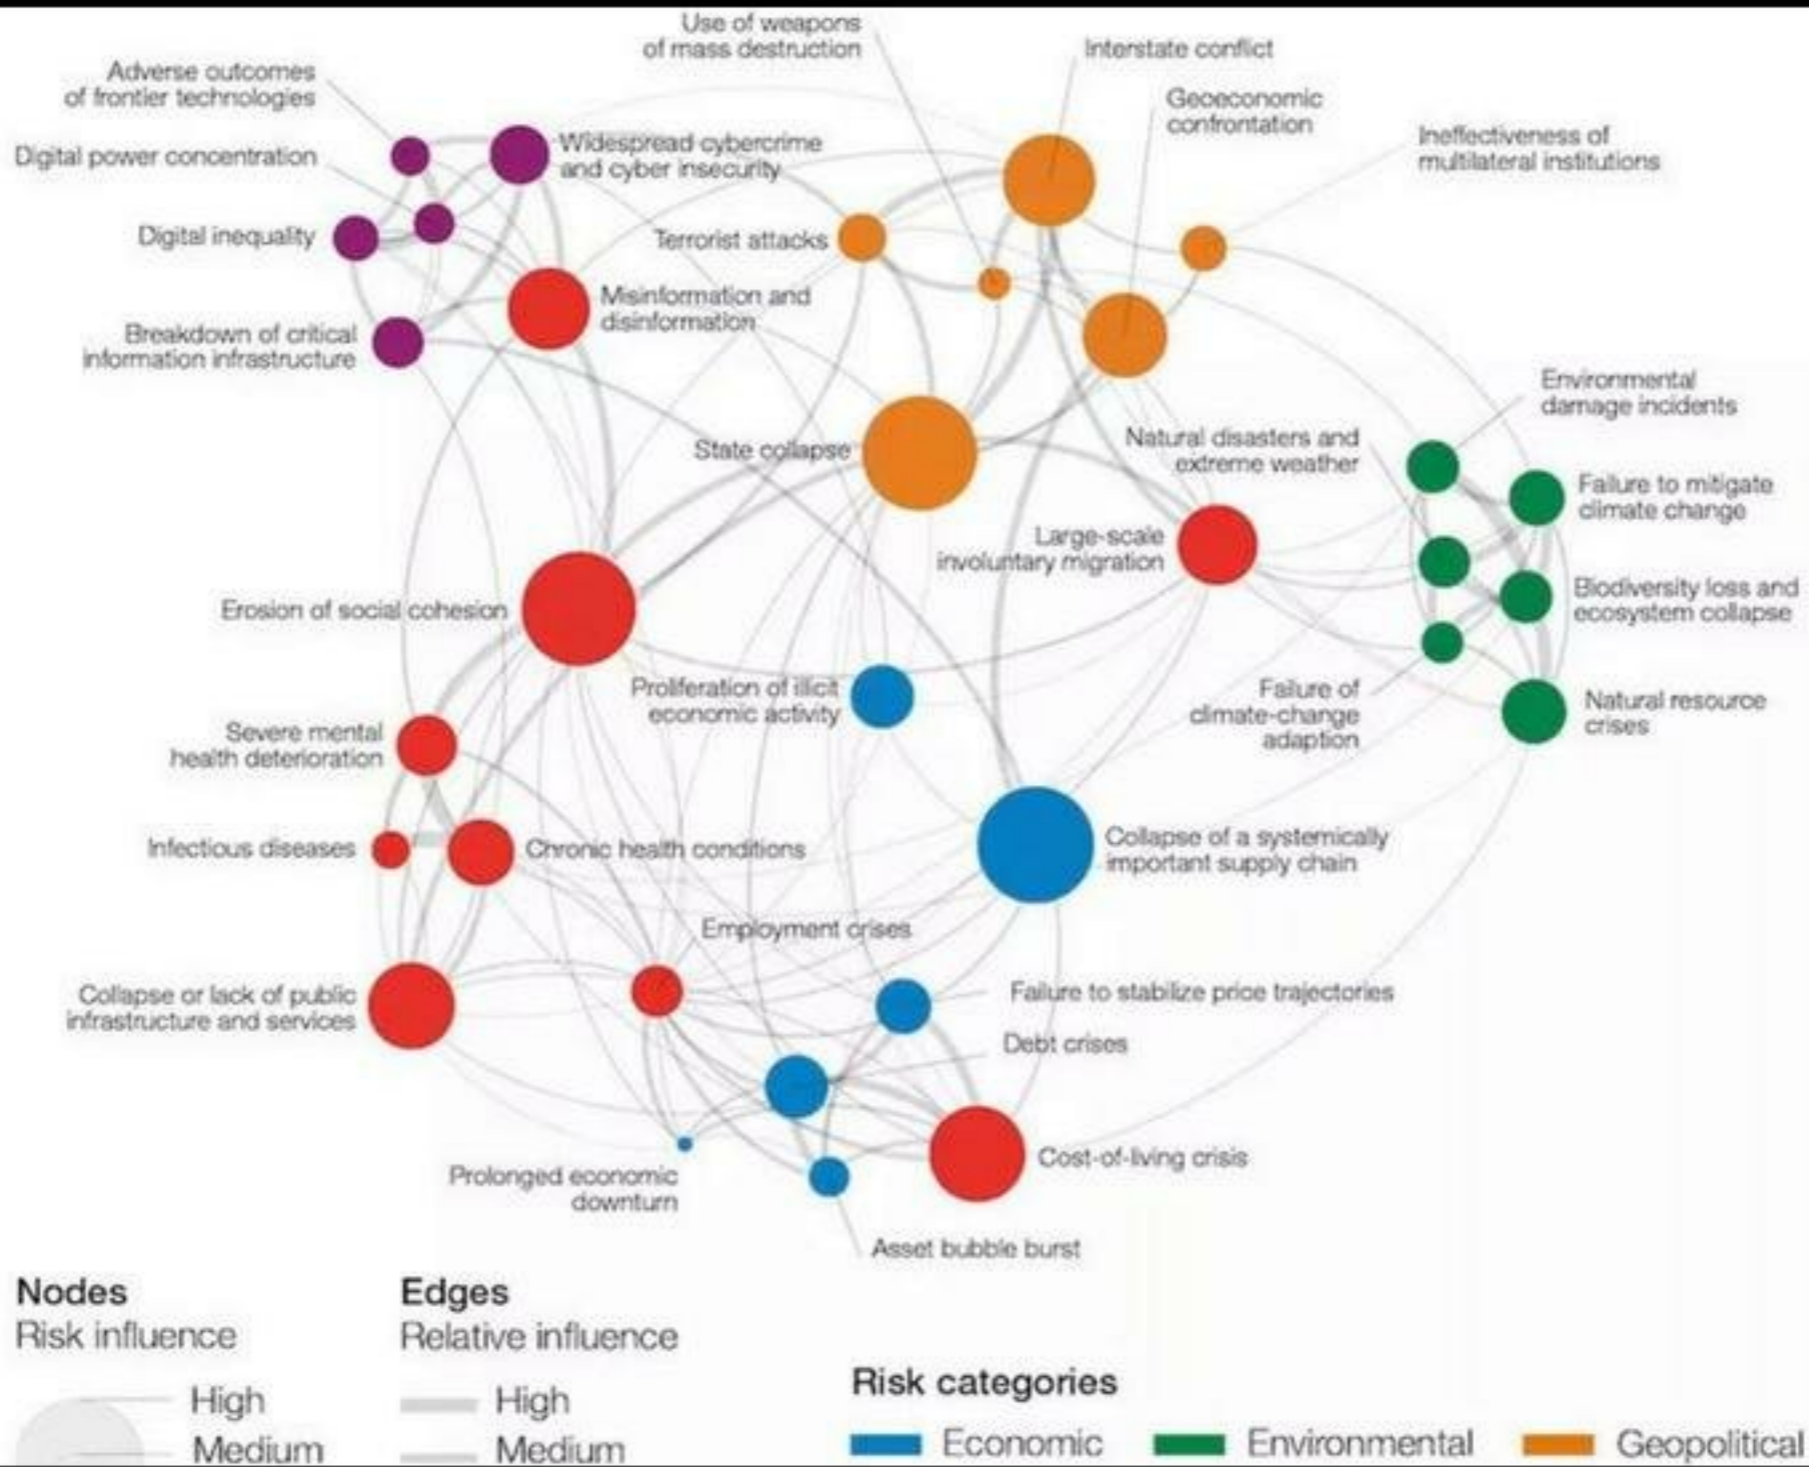 Use of weapons
of mass destruction
Interstate conflict
Adverse outcomes
of frontier technologies
Geoeconomic
confrontation
Ineffectiveness of
multilateral institutions
Digital power concentration
Widespread cybercrime
and cyber insecurity
Digital inequality
Terrorist attacks
Misinformation and
disinformation
Breakdown of critical
information infrastructure
Environmental
damage incidents
State collapse
Natural disasters and
extreme weather
Failure to mitigate
climate change
Large-scale
involuntary migration
Erosion of social cohesion
Biodiversity loss and
ecosystem collapse
Proliferation of illicit
economic activity
Failure of
climate-change
adaption
Natural resource
crises
Severe mental
health deterioration
Infectious diseases
Chronic health conditions
Collapse of a systemically
important supply chain
Employment crises
Collapse or lack of public
infrastructure and services
Failure to stabilize price trajectories
Debt crises
Prolonged economic
downturn
Cost-of-living crisis
Asset bubble burst
Nodes
Risk influence
High
Medium
Edges
Relative influence
High
Medium
Risk categories
Economic
Environmental
Geopolitical